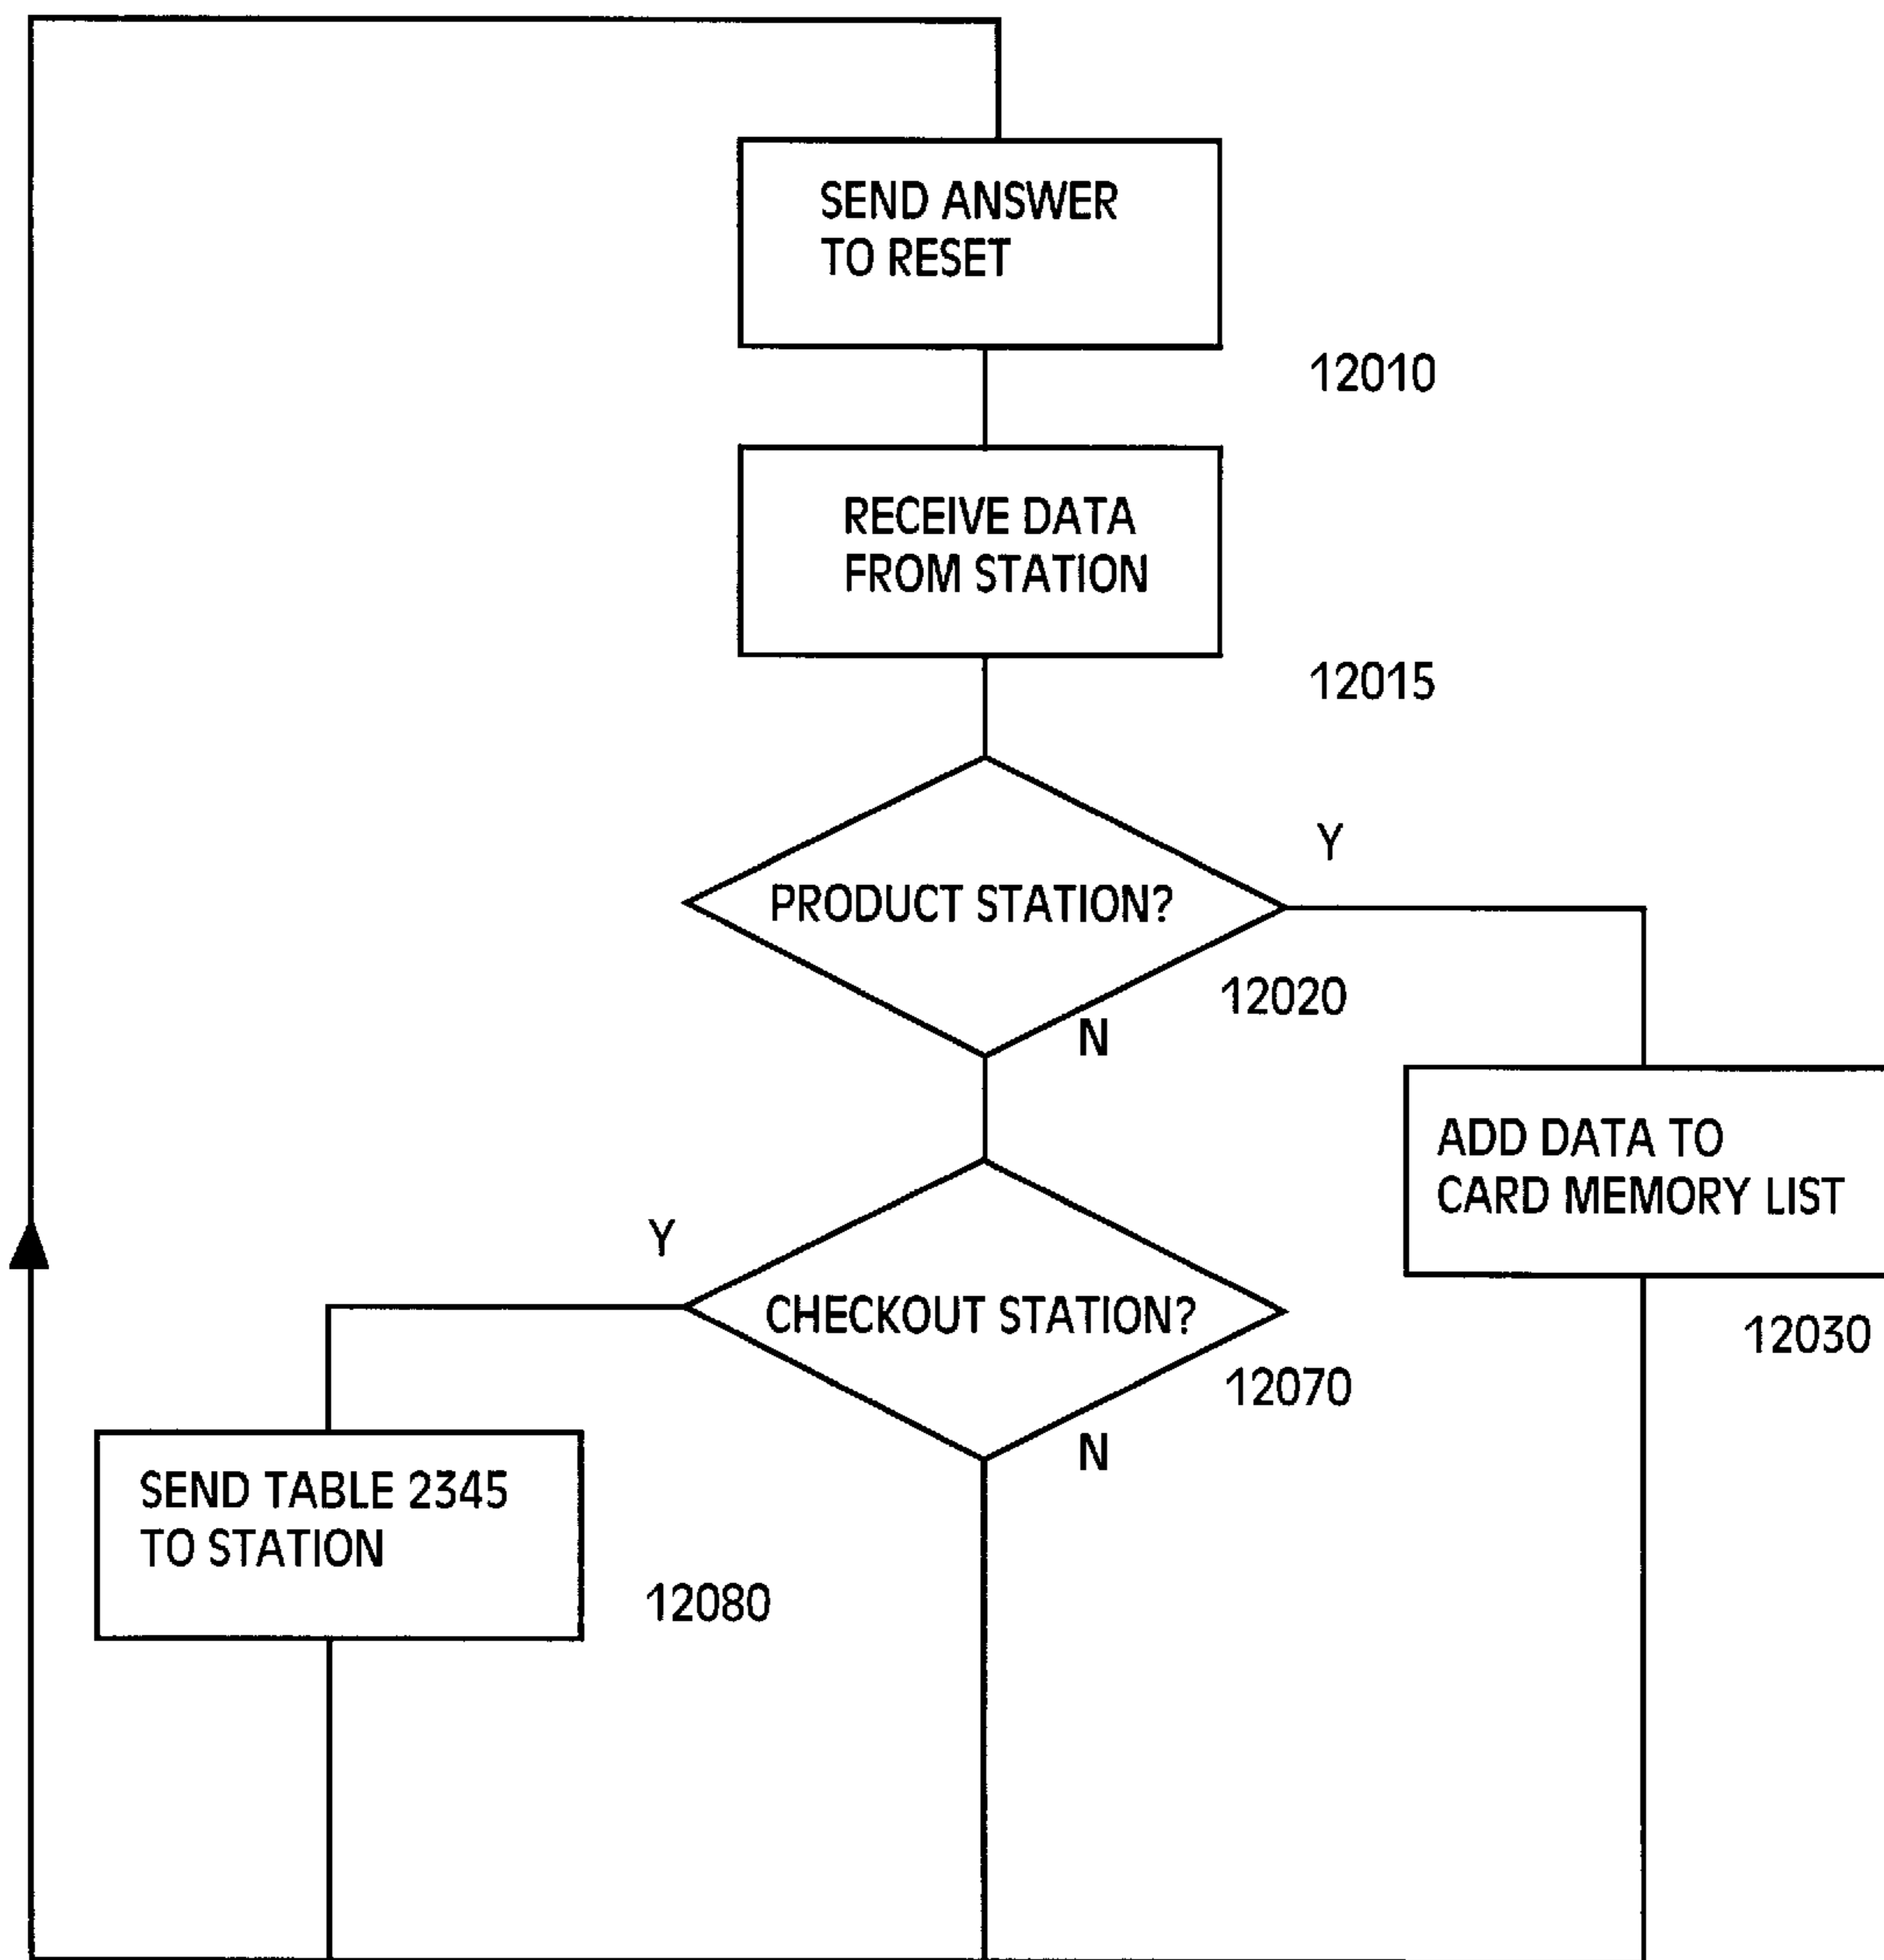 SEND ANSWER
TO RESET
12010
RECEIVE DATA
FROM STATION
12015
Y
PRODUCT STATION?
12020
N
ADD DATA TO
CARD MEMORY LIST
12030
Y
CHECKOUT STATION?
12070
N
SEND TABLE 2345
TO STATION
12080